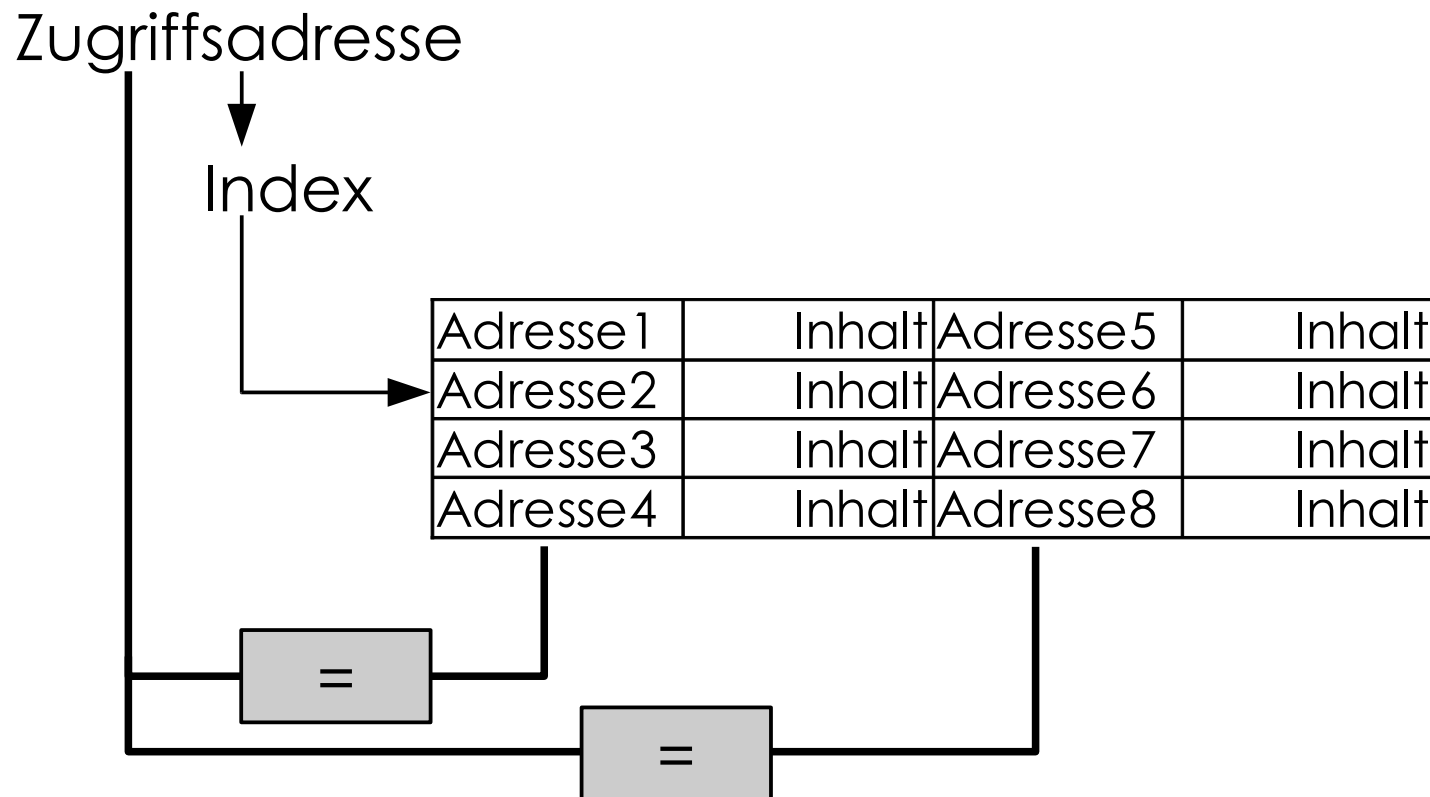 Zugriffsadresse
Index
Adresse1 Inhalt Adresse5 Inhalt
Adresse2 Inhalt Adresse6 Inhalt
Adresse3 Inhalt Adresse7 Inhalt
Adresse4 Inhalt Adresse8 Inhalt
=
=